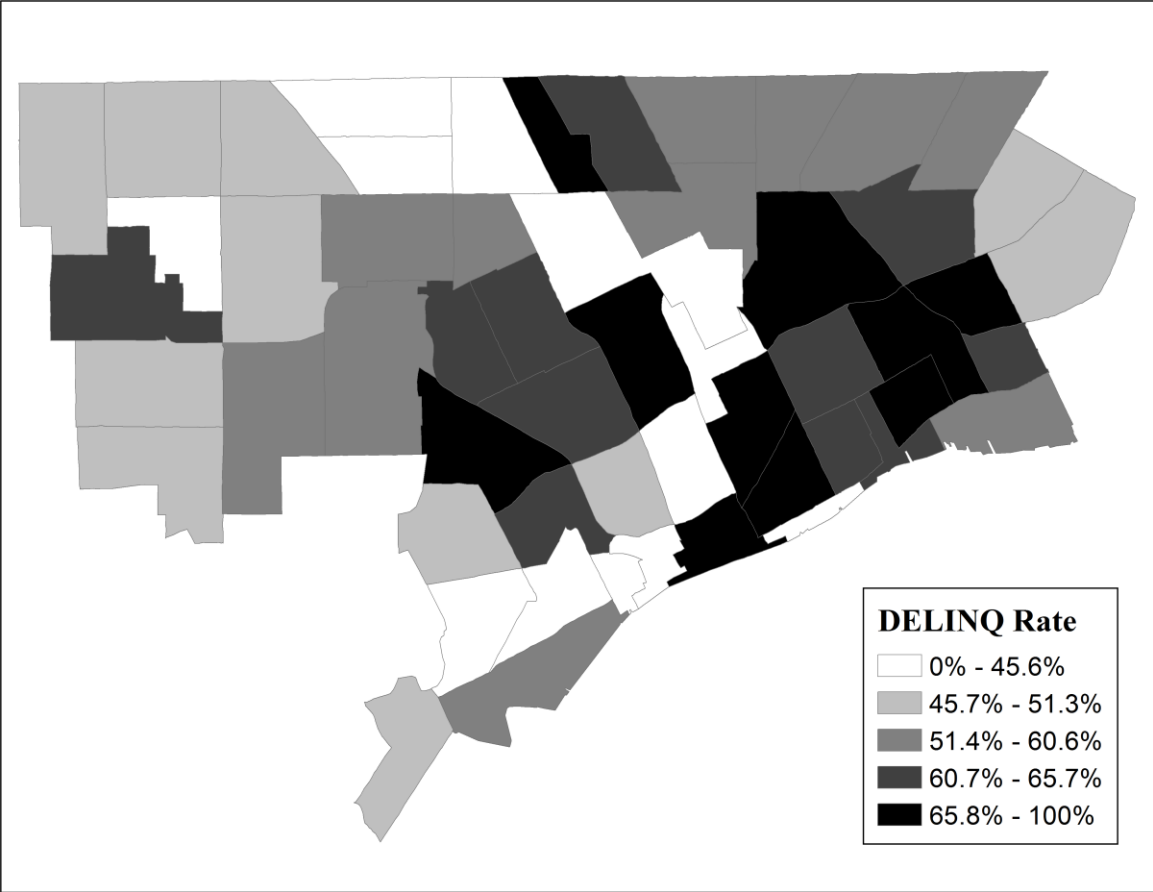 DELINQ Rate
0% - 45.6%
45.7% - 51.3%
51.4% - 60.6%
60.7% - 65.7%
65.8% - 100%